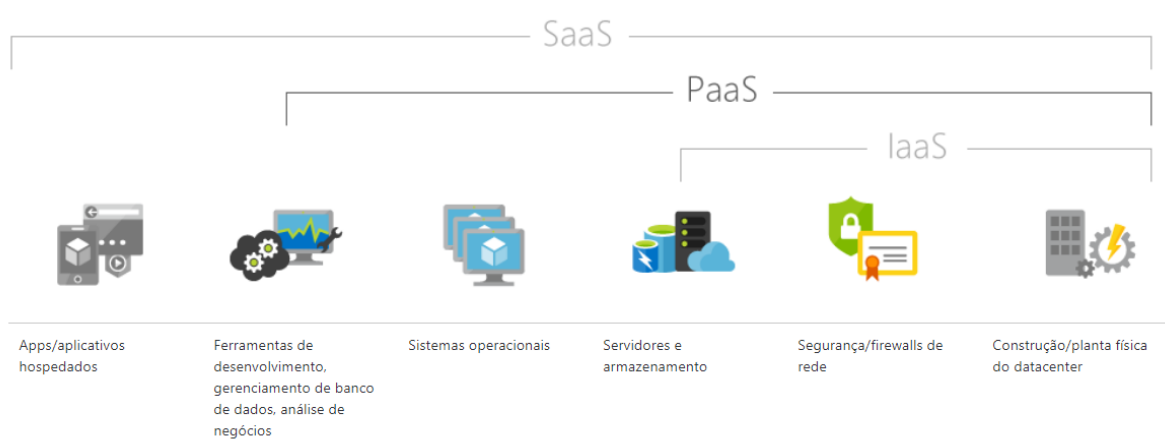 SaaS
PaaS
IaaS
Apps/aplicativos
hospedados
Ferramentas de
desenvolvimento,
gerenciamento de banco
de dados, análise de
negócios
Sistemas operacionais
Servidores e
armazenamento
Segurança/firewalls de
rede
Construção/planta física
do datacenter